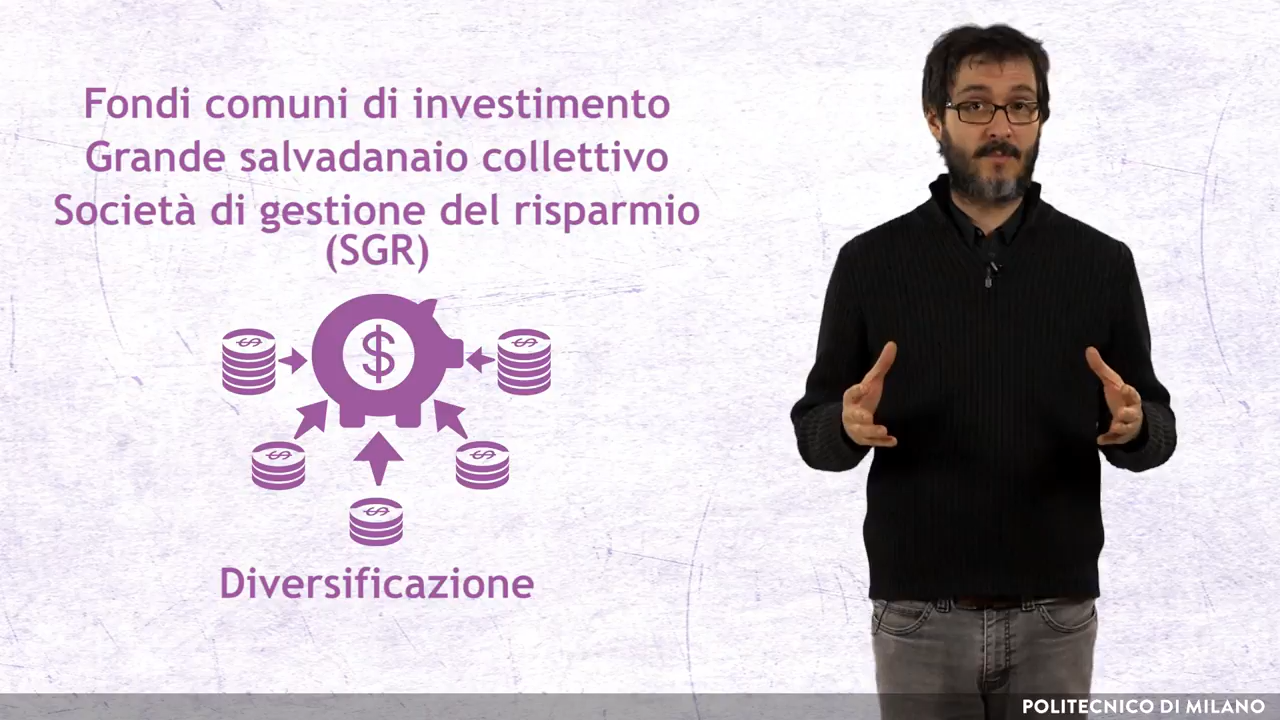 Fondi comuni di investimento
Grande salvadanaio collettivo
Società di gestione del risparmio
(SGR)
$
$
$
$
$
$
Diversificazione
POLITECNICO DI MILANO